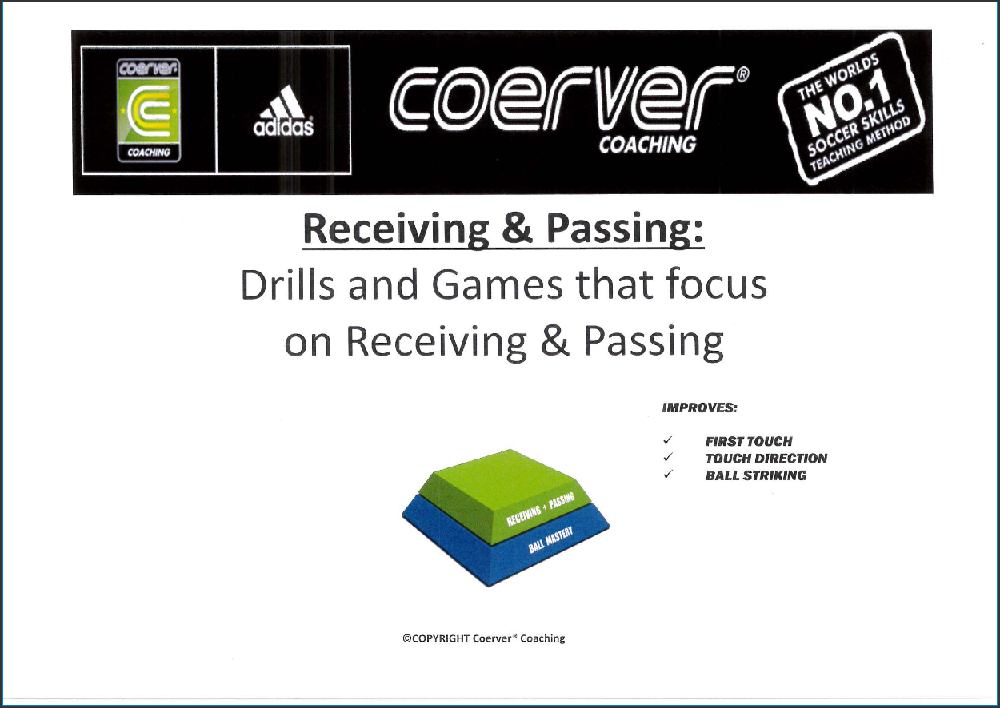 coerver
COACHING
adidas
coerver®
COACHING
THE WORLDS
NO.1
SOCCER SKILLS
TEACHING METHOD
Receiving & Passing:
Drills and Games that focus
on Receiving & Passing
IMPROVES:
✓ FIRST TOUCH
✓ TOUCH DIRECTION
✓ BALL STRIKING
RECEIVING + PASSING
BALL MASTERY
©COPYRIGHT Coerver® Coaching